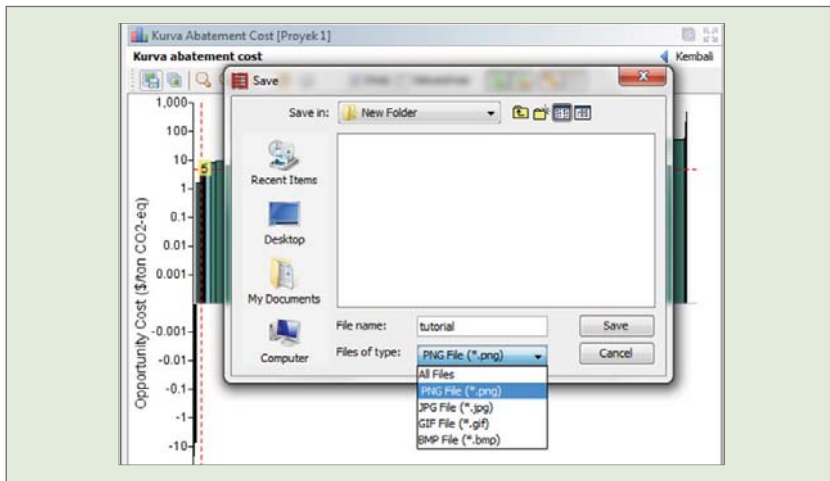 Kurva Abatement Cost [Proyek 1]
Kurva abatement cost
Kembali
Save
Save in:
New Folder
Recent Items
Desktop
My Documents
Computer
File name:
tutorial
Save
Files of type:
PNG File (*.png)
Cancel
All Files
PNG File (*.png)
JPG File (*.jpg)
GIF File (*.gif)
BMP File (*.bmp)
Opportunity Cost ($/ton CO2-eq)
1,000
100
10
5
1
0.1
0.01
0.001
-0.001
-0.01
-0.1
-1
-10